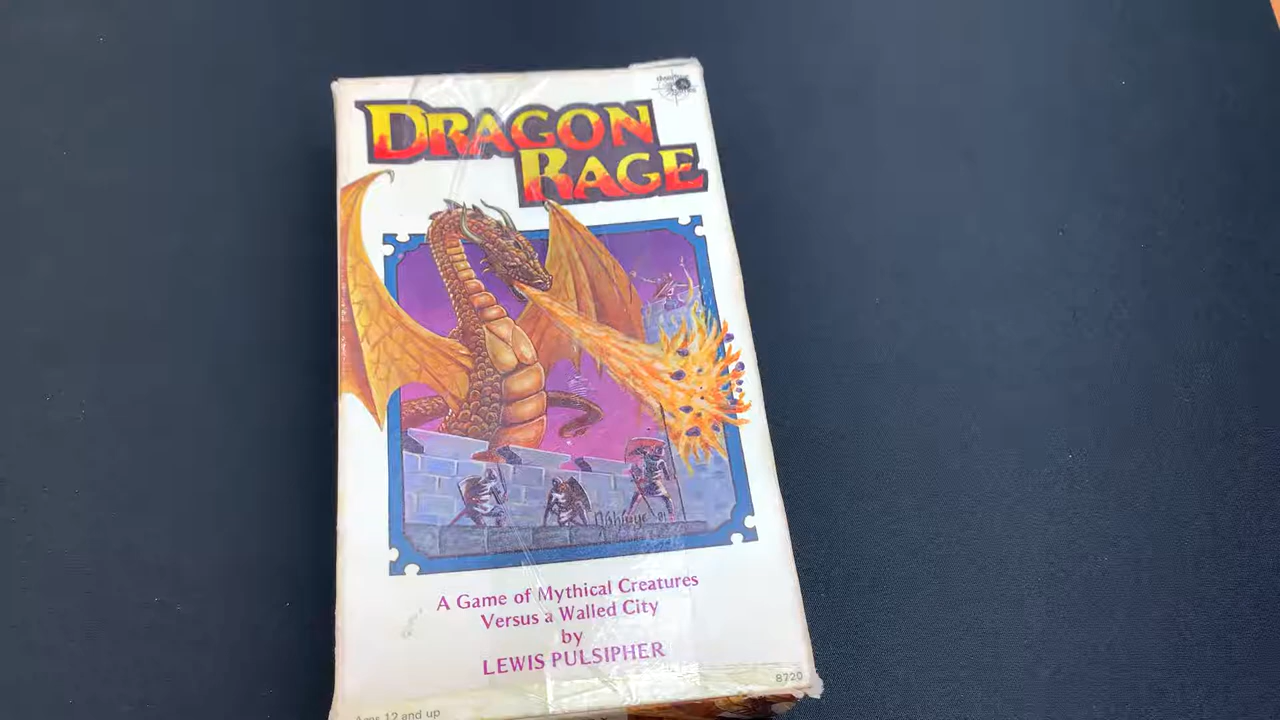 DRAGON
RAGE
A Game of Mythical Creatures
Versus a Walled City
by
LEWIS PULSIPHER
8720
Ages 12 and up